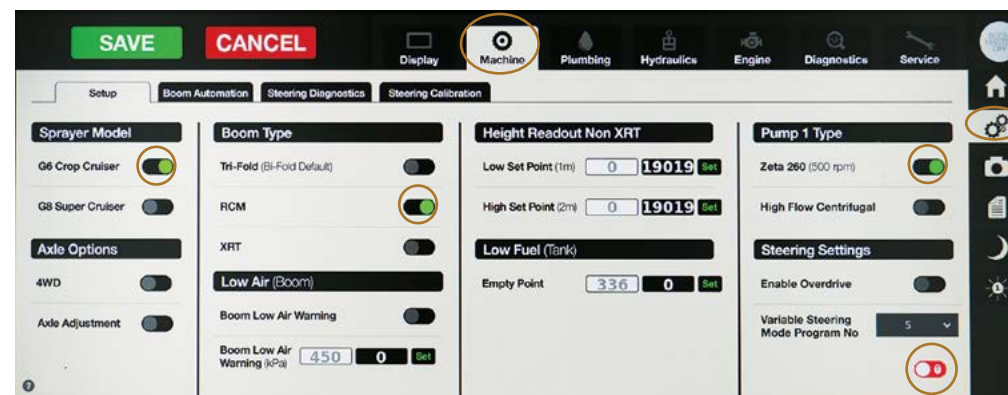 SAVE
CANCEL
Display
Machine
Plumbing
Hydraulics
Engine
Diagnostics
Service
Setup
Boom Automation
Steering Diagnostics
Steering Calibration
Sprayer Model
G6 Crop Cruiser
G8 Super Cruiser
Axle Options
4WD
Axle Adjustment
Boom Type
Tri-Fold (Bi-Fold Default)
RCM
XRT
Low Air (Boom)
Boom Low Air Warning
Boom Low Air
Warning (kPa) 450 0 Set
Height Readout Non XRT
Low Set Point (1m) 0 19019 Set
High Set Point (2m) 0 19019 Set
Low Fuel (Tank)
Empty Point 336 0 Set
Pump 1 Type
Zeta 260 (500 rpm)
High Flow Centrifugal
Steering Settings
Enable Overdrive
Variable Steering
Mode Program No 5
?